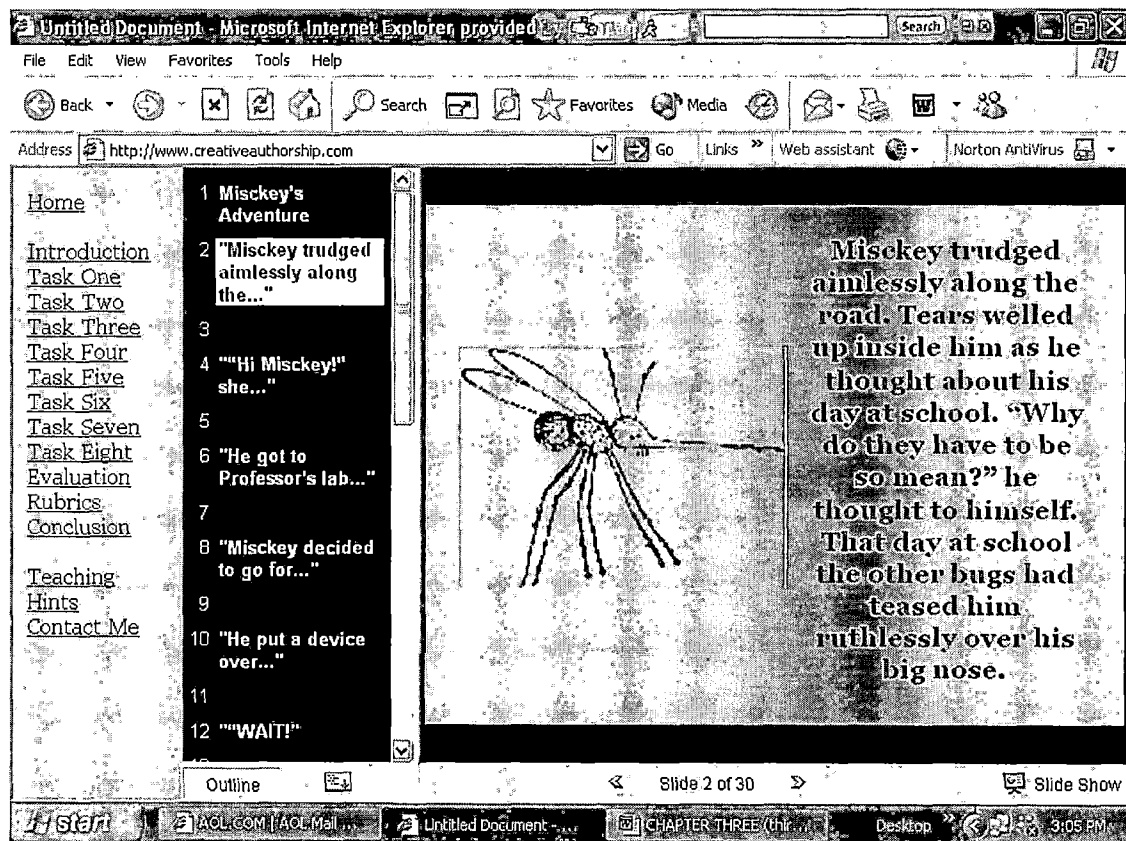 Untitled Document - Microsoft Internet Explorer provided
Search
File Edit View Favorites Tools Help
Back Search Favorites Media
Address http://www.creativeauthorship.com Go Links » Web assistant Norton AntiVirus
Home
Introduction
Task One
Task Two
Task Three
Task Four
Task Five
Task Six
Task Seven
Task Eight
Evaluation
Rubrics
Conclusion
Teaching
Hints
Contact Me
1 Misckey's
Adventure
2 "Misckey trudged
aimlessly along
the..."
3
4 ""Hi Misckey!"
she..."
5
6 "He got to
Professor's lab..."
7
8 "Misckey decided
to go for..."
9
10 "He put a device
over..."
11
12 ""WAIT!"
Misckey trudged
aimlessly along the
road. Tears welled
up inside him as he
thought about his
day at school. “Why
do they have to be
so mean?” he
thought to himself.
That day at school
the other bugs had
teased him
ruthlessly over his
big nose.
Outline
Slide 2 of 30
Slide Show
start AOL.COM | AOL Mail ... Untitled Document -.... CHAPTER THREE (thir... Desktop » 3:05 PM